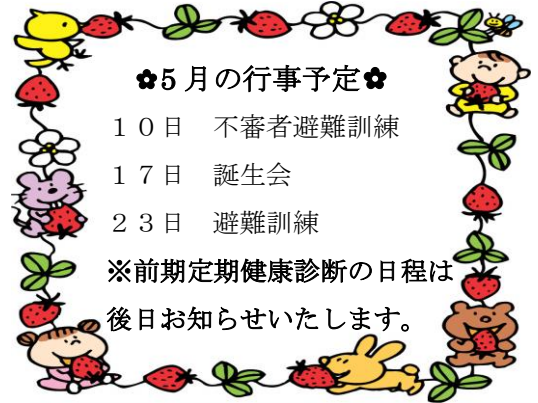 ✿5月の行事予定✿
１０日　不審者避難訓練
１７日　誕生会
２３日　避難訓練
※前期定期健康診断の日程は
後日お知らせいたします。